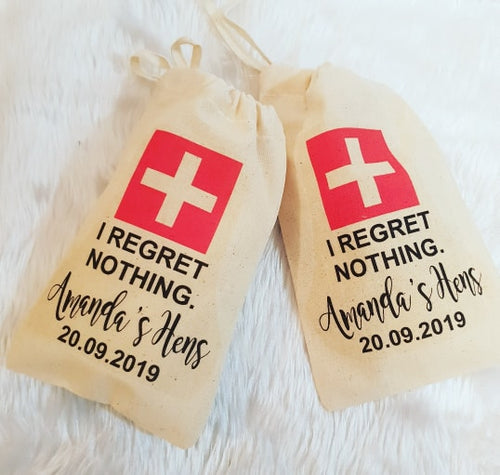 I REGRET
NOTHING.
Amanda's Hens
20.09.2019
I REGRET
NOTHING.
Amanda's Hens
20.09.2019